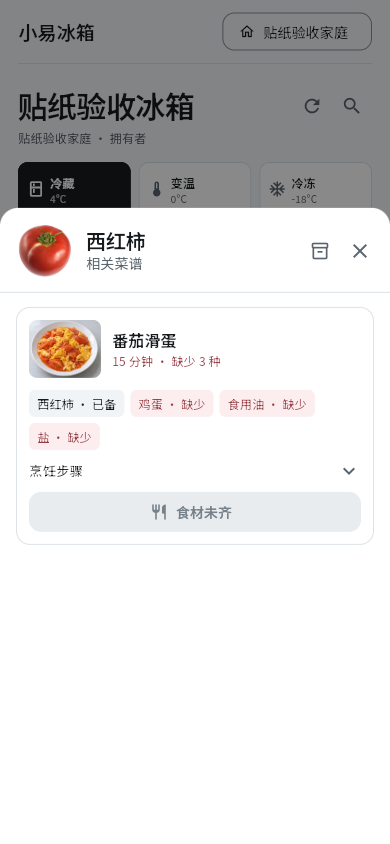 小易冰箱
贴纸验收家庭
贴纸验收冰箱
贴纸验收家庭 · 拥有者
冷藏
4°C
变温
0°C
冷冻
-18°C
西红柿
相关菜谱
番茄滑蛋
15 分钟 · 缺少 3 种
西红柿 · 已备
鸡蛋 · 缺少
食用油 · 缺少
盐 · 缺少
烹饪步骤
食材未齐